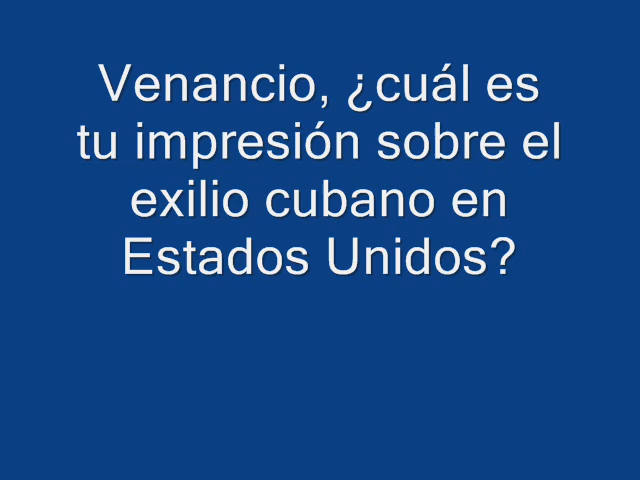 Venancio, ¿cuál es
tu impresión sobre el
exilio cubano en
Estados Unidos?